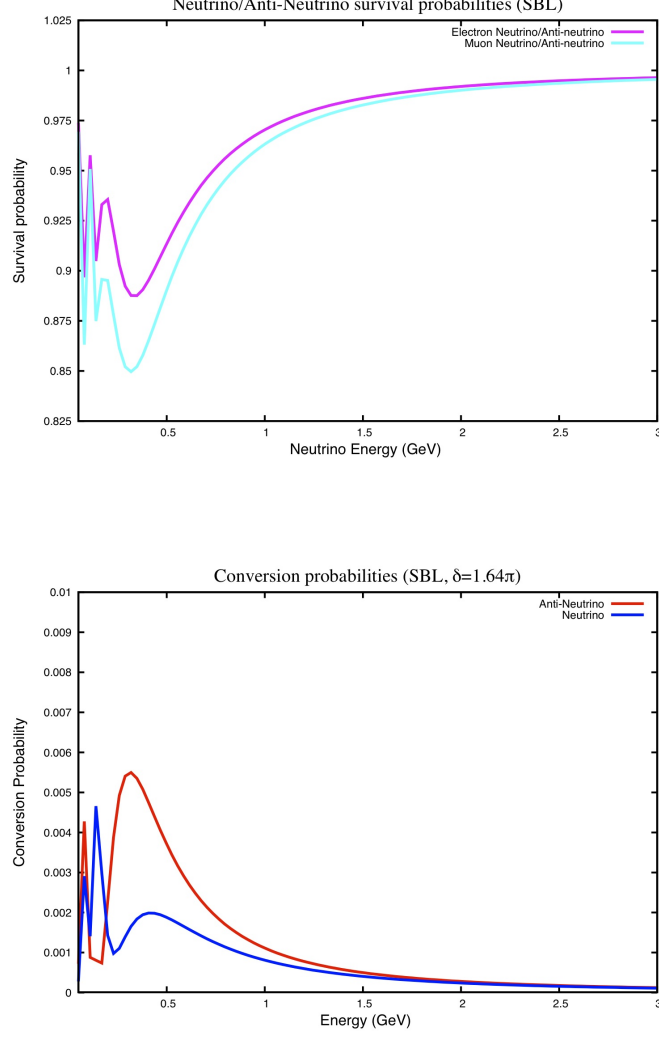 Neutrino/Anti-Neutrino survival probabilities (SBL)
1.025
Electron Neutrino/Anti-neutrino
Muon Neutrino/Anti-neutrino
1
0.975
0.95
0.925
0.9
0.875
0.85
0.825
Survival probability
0.5 1 1.5 2 2.5 3
Neutrino Energy (GeV)
Conversion probabilities (SBL, δ=1.64π)
0.01
Anti-Neutrino
Neutrino
0.009
0.008
0.007
0.006
0.005
0.004
0.003
0.002
0.001
0
Conversion Probability
0.5 1 1.5 2 2.5 3
Energy (GeV)